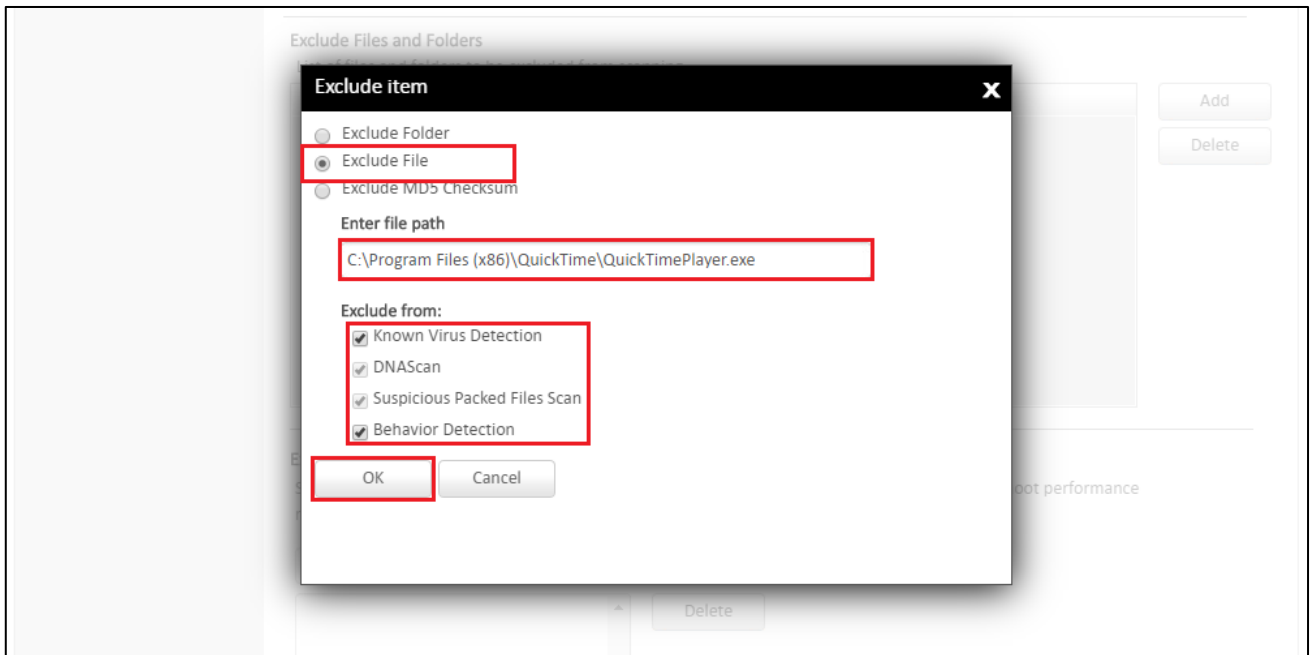 Exclude Files and Folders
Exclude item
X
Add
Exclude Folder
Delete
Exclude File
Exclude MD5 Checksum
Enter file path
C:\Program Files (x86)\QuickTime\QuickTimePlayer.exe
Exclude from:
Known Virus Detection
DNAScan
Suspicious Packed Files Scan
Behavior Detection
OK
Cancel
oot performance
Delete